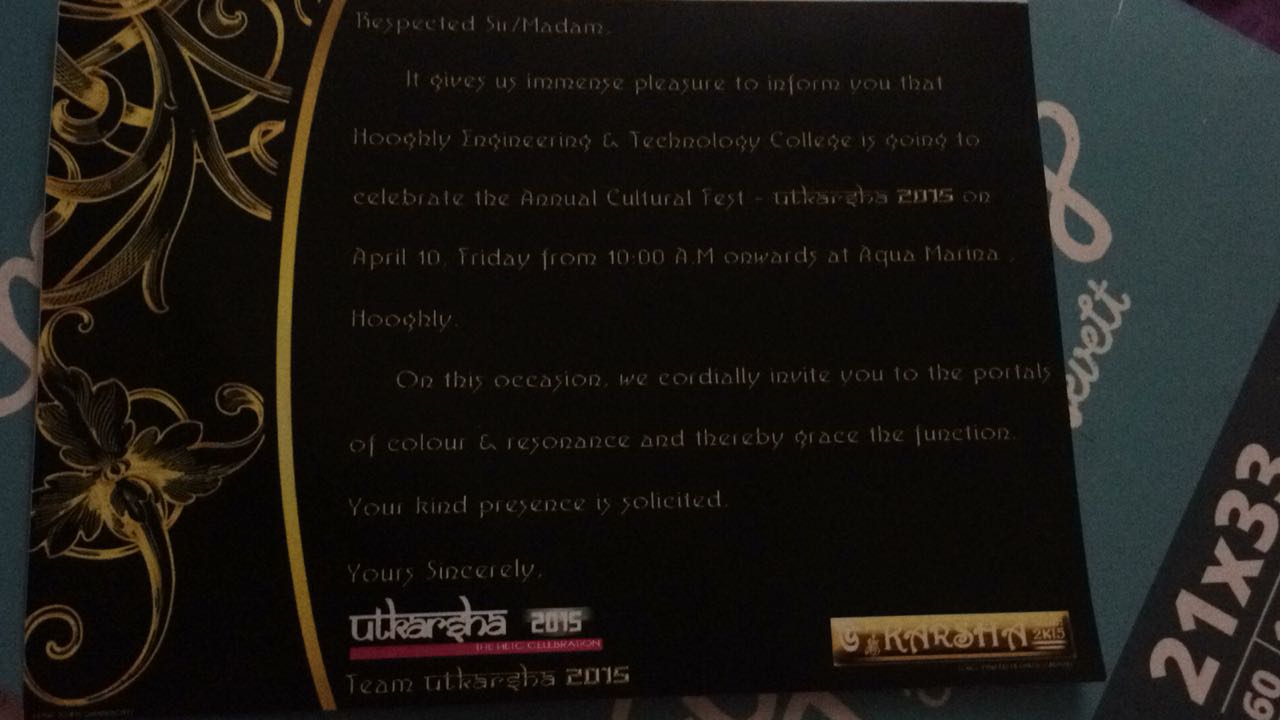 Respected Sir/Madam,
It gives us immense pleasure to inform you that
Hooghly Engineering & Technology College is going to
celebrate the Annual Cultural Fest - utkarsha 2015 on
April 10, Friday from 10:00 A.M onwards at Aqua Marina ,
Hooghly.
On this occasion, we cordially invite you to the portals
of colour & resonance and thereby grace the function.
Your kind presence is solicited.
Yours Sincerely,
utkarsha 2015
THE HETC CELEBRATION
Team utkarsha 2015
UTKARSHA 2K15
21x33
60